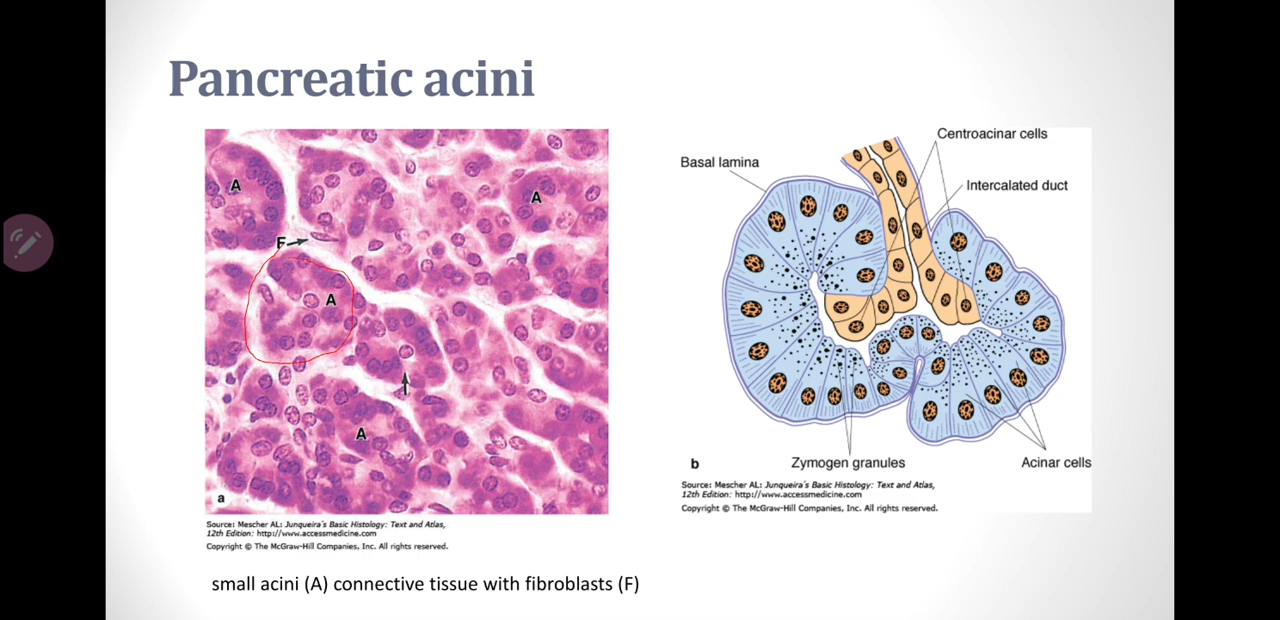 Pancreatic acini
A
A
F
A
A
a
Source: Mescher AL: Junqueira's Basic Histology: Text and Atlas,
12th Edition: http://www.accessmedicine.com
Copyright © The McGraw-Hill Companies, Inc. All rights reserved.
small acini (A) connective tissue with fibroblasts (F)
Centroacinar cells
Basal lamina
Intercalated duct
b
Zymogen granules
Acinar cells
Source: Mescher AL: Junqueira's Basic Histology: Text and Atlas,
12th Edition: http://www.accessmedicine.com
Copyright © The McGraw-Hill Companies, Inc. All rights reserved.